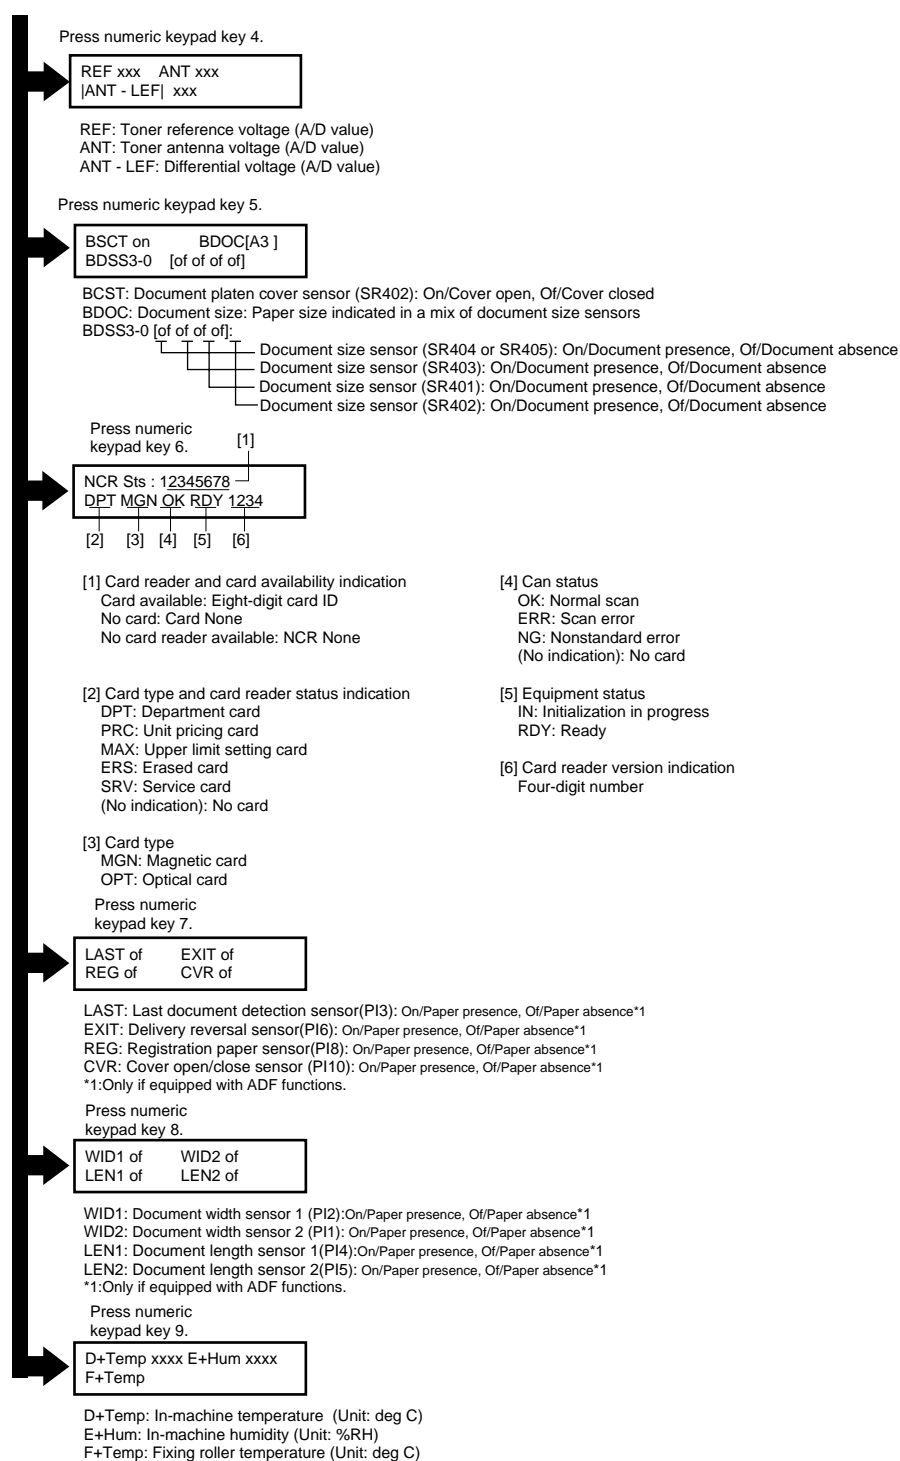 Press numeric keypad key 4.
REF xxx ANT xxx
|ANT - LEF| xxx
REF: Toner reference voltage (A/D value)
ANT: Toner antenna voltage (A/D value)
ANT - LEF: Differential voltage (A/D value)
Press numeric keypad key 5.
BSCT on BDOC[A3 ]
BDSS3-0 [of of of of]
BCST: Document platen cover sensor (SR402): On/Cover open, Of/Cover closed
BDOC: Document size: Paper size indicated in a mix of document size sensors
BDSS3-0 [of of of of]:
Document size sensor (SR404 or SR405): On/Document presence, Of/Document absence
Document size sensor (SR403): On/Document presence, Of/Document absence
Document size sensor (SR401): On/Document presence, Of/Document absence
Document size sensor (SR402): On/Document presence, Of/Document absence
Press numeric
keypad key 6.
[1]
NCR Sts : 12345678
DPT MGN OK RDY 1234
[2] [3] [4] [5] [6]
[1] Card reader and card availability indication
Card available: Eight-digit card ID
No card: Card None
No card reader available: NCR None
[2] Card type and card reader status indication
DPT: Department card
PRC: Unit pricing card
MAX: Upper limit setting card
ERS: Erased card
SRV: Service card
(No indication): No card
[3] Card type
MGN: Magnetic card
OPT: Optical card
[4] Can status
OK: Normal scan
ERR: Scan error
NG: Nonstandard error
(No indication): No card
[5] Equipment status
IN: Initialization in progress
RDY: Ready
[6] Card reader version indication
Four-digit number
Press numeric
keypad key 7.
LAST of EXIT of
REG of CVR of
LAST: Last document detection sensor(PI3): On/Paper presence, Of/Paper absence*1
EXIT: Delivery reversal sensor(PI6): On/Paper presence, Of/Paper absence*1
REG: Registration paper sensor(PI8): On/Paper presence, Of/Paper absence*1
CVR: Cover open/close sensor (PI10): On/Paper presence, Of/Paper absence*1
*1:Only if equipped with ADF functions.
Press numeric
keypad key 8.
WID1 of WID2 of
LEN1 of LEN2 of
WID1: Document width sensor 1 (PI2):On/Paper presence, Of/Paper absence*1
WID2: Document width sensor 2 (PI1): On/Paper presence, Of/Paper absence*1
LEN1: Document length sensor 1(PI4):On/Paper presence, Of/Paper absence*1
LEN2: Document length sensor 2(PI5): On/Paper presence, Of/Paper absence*1
*1:Only if equipped with ADF functions.
Press numeric
keypad key 9.
D+Temp xxxx E+Hum xxxx
F+Temp
D+Temp: In-machine temperature (Unit: deg C)
E+Hum: In-machine humidity (Unit: %RH)
F+Temp: Fixing roller temperature (Unit: deg C)